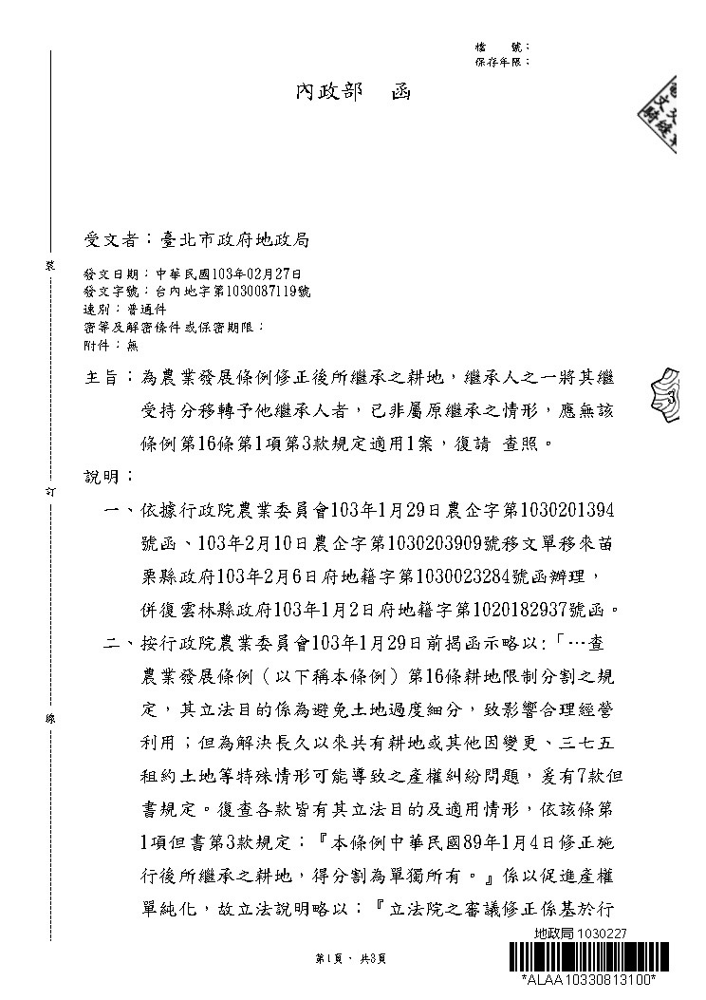 檔　　號：
保存年限：
內政部　函
受文者：臺北市政府地政局
發文日期：中華民國103年02月27日
發文字號：台內地字第1030087119號
速別：普通件
密等及解密條件或保密期限：
附件：無
主旨：為農業發展條例修正後所繼承之耕地，繼承人之一將其繼
受持分移轉予他繼承人者，已非屬原繼承之情形，應無該
條例第16條第1項第3款規定適用1案，復請 查照。
說明：
一、依據行政院農業委員會103年1月29日農企字第1030201394
號函、103年2月10日農企字第1030203909號移文單移來苗
栗縣政府103年2月6日府地籍字第1030023284號函辦理，
併復雲林縣政府103年1月2日府地籍字第1020182937號函。
二、按行政院農業委員會103年1月29日前揭函示略以:「…查
農業發展條例（以下稱本條例）第16條耕地限制分割之規
定，其立法目的係為避免土地過度細分，致影響合理經營
利用；但為解決長久以來共有耕地或其他因變更、三七五
租約土地等特殊情形可能導致之產權糾紛問題，爰有7款但
書規定。復查各款皆有其立法目的及適用情形，依該條第
1項但書第3款規定：『本條例中華民國89年1月4日修正施
行後所繼承之耕地，得分割為單獨所有。』係以促進產權
單純化，故立法說明略以：『立法院之審議修正係基於行
裝
訂
線
地政局 1030227
*ALAA10330813100*
第1頁、 共3頁